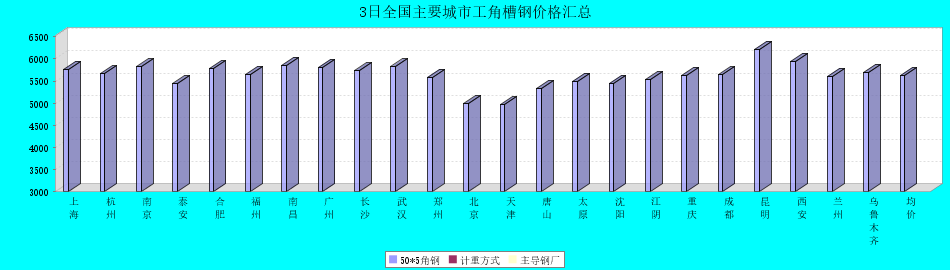 3日全国主要城市工角槽钢价格汇总
6500
6000
5500
5000
4500
4000
3500
3000
上海 杭州 南京 泰安 合肥 福州 南昌 广州 长沙 武汉 郑州 北京 天津 唐山 太原 沈阳 江阴 重庆 成都 昆明 西安 兰州 乌鲁木齐 均价
50*5角钢 计重方式 主导钢厂